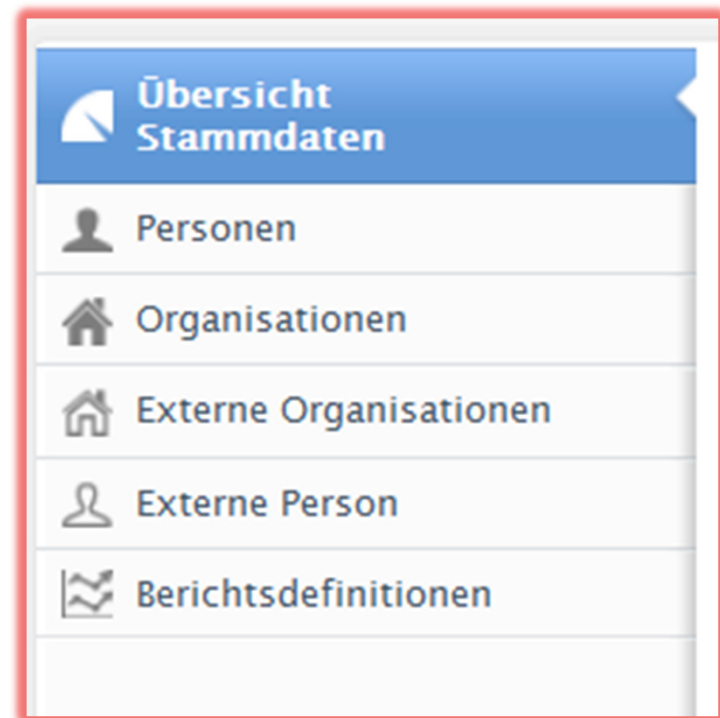 Übersicht
Stammdaten
Personen
Organisationen
Externe Organisationen
Externe Person
Berichtsdefinitionen